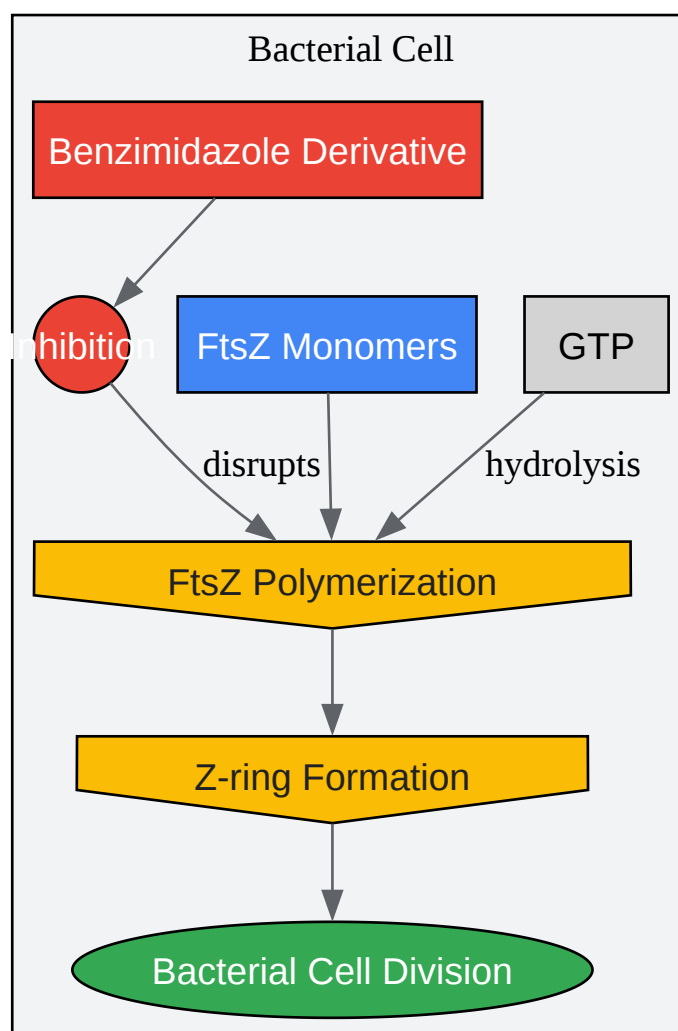 Bacterial Cell
Benzimidazole Derivative
Inhibition
FtsZ Monomers
GTP
disrupts
hydrolysis
FtsZ Polymerization
Z-ring Formation
Bacterial Cell Division